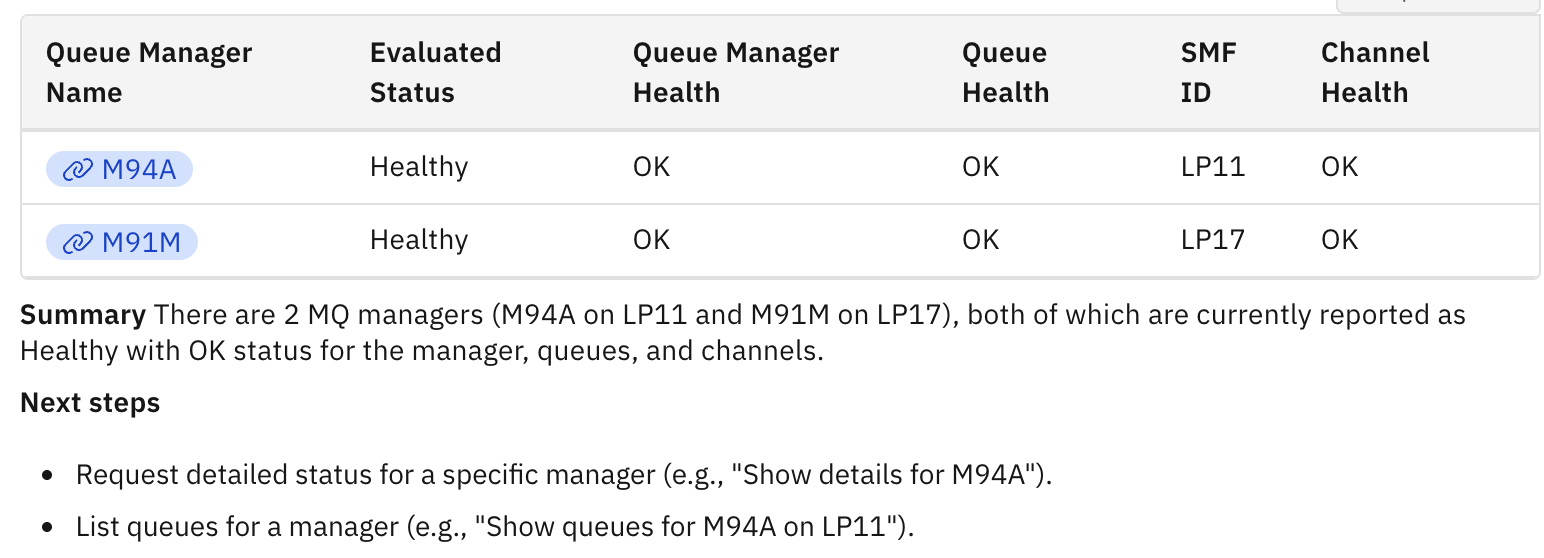 Queue Manager Name Evaluated Status Queue Manager Health Queue Health SMF ID Channel Health
M94A Healthy OK OK LP11 OK
M91M Healthy OK OK LP17 OK
Summary There are 2 MQ managers (M94A on LP11 and M91M on LP17), both of which are currently reported as
Healthy with OK status for the manager, queues, and channels.
Next steps
• Request detailed status for a specific manager (e.g., "Show details for M94A").
• List queues for a manager (e.g., "Show queues for M94A on LP11").